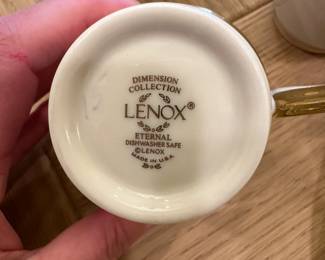 DIMENSION
COLLECTION
LENOX®
ETERNAL
DISHWASHER SAFE
©LENOX
MADE IN U.S.A.